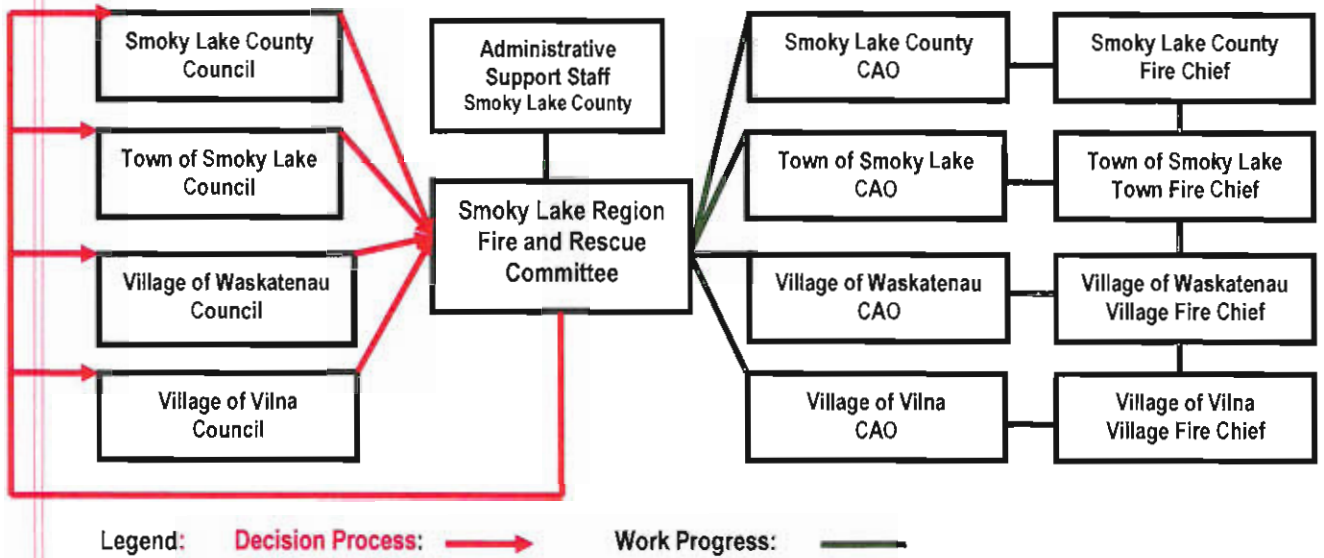 Smoky Lake County
Council
Town of Smoky Lake
Council
Village of Waskatenau
Council
Village of Vilna
Council
Administrative
Support Staff
Smoky Lake County
Smoky Lake Region
Fire and Rescue
Committee
Smoky Lake County
CAO
Town of Smoky Lake
CAO
Village of Waskatenau
CAO
Village of Vilna
CAO
Smoky Lake County
Fire Chief
Town of Smoky Lake
Town Fire Chief
Village of Waskatenau
Village Fire Chief
Village of Vilna
Village Fire Chief
Legend: Decision Process: Work Progress: